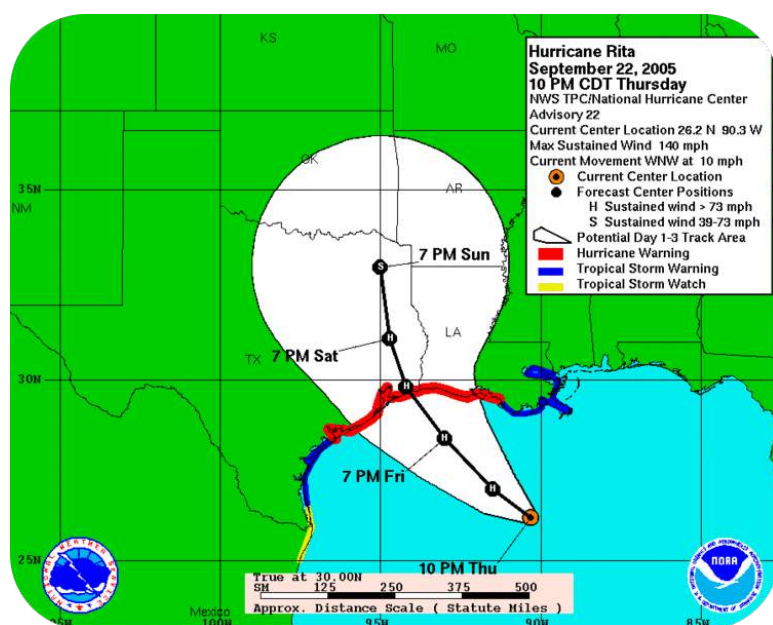 KS
MO
Hurricane Rita
September 22, 2005
10 PM CDT Thursday
NWS TPC/National Hurricane Center
Advisory 22
Current Center Location 26.2 N 90.3 W
Max Sustained Wind 140 mph
Current Movement WNW at 10 mph
Current Center Location
Forecast Center Positions
H Sustained wind > 73 mph
S Sustained wind 39-73 mph
Potential Day 1-3 Track Area
Hurricane Warning
Tropical Storm Warning
Tropical Storm Watch
OK
35N
AR
NM
7 PM Sun
S
LA
H
TX
7 PM Sat
30N
H
H
7 PM Fri
H
25N
10 PM Thu
NATIONAL WEATHER SERVICE
NOAA
True at 30.00N
SM 125 250 375 500
Approx. Distance Scale ( Statute Miles )
Mexico
100W
95W
90W
85W